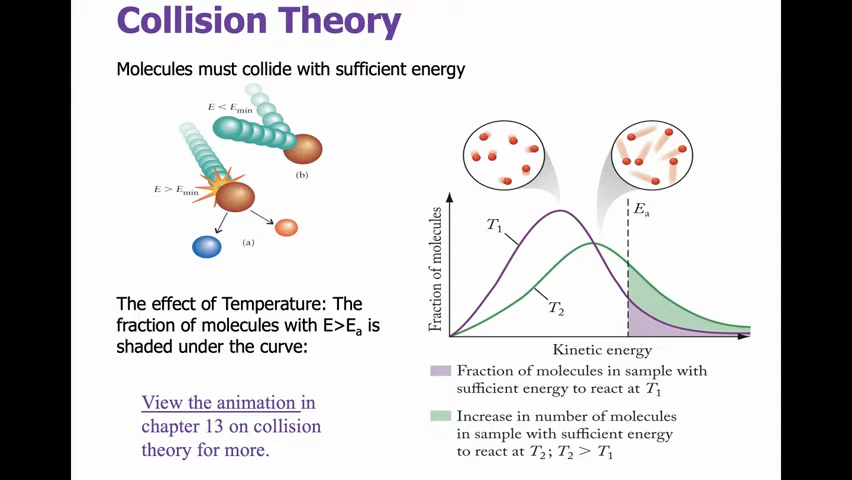 Collision Theory
Molecules must collide with sufficient energy
E < Emin
(b)
E > Emin
(a)
The effect of Temperature: The
fraction of molecules with E>Ea is
shaded under the curve:
View the animation in
chapter 13 on collision
theory for more.
Fraction of molecules
T1
T2
Ea
Kinetic energy
Fraction of molecules in sample with
sufficient energy to react at T1
Increase in number of molecules
in sample with sufficient energy
to react at T2; T2 > T1